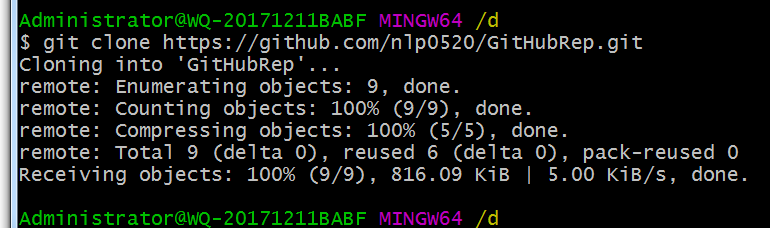 Administrator@WQ-20171211BABF MINGW64 /d
$ git clone https://github.com/nlp0520/GitHubRep.git
Cloning into 'GitHubRep'...
remote: Enumerating objects: 9, done.
remote: Counting objects: 100% (9/9), done.
remote: Compressing objects: 100% (5/5), done.
remote: Total 9 (delta 0), reused 6 (delta 0), pack-reused 0
Receiving objects: 100% (9/9), 816.09 KiB | 5.00 KiB/s, done.
Administrator@WQ-20171211BABF MINGW64 /d